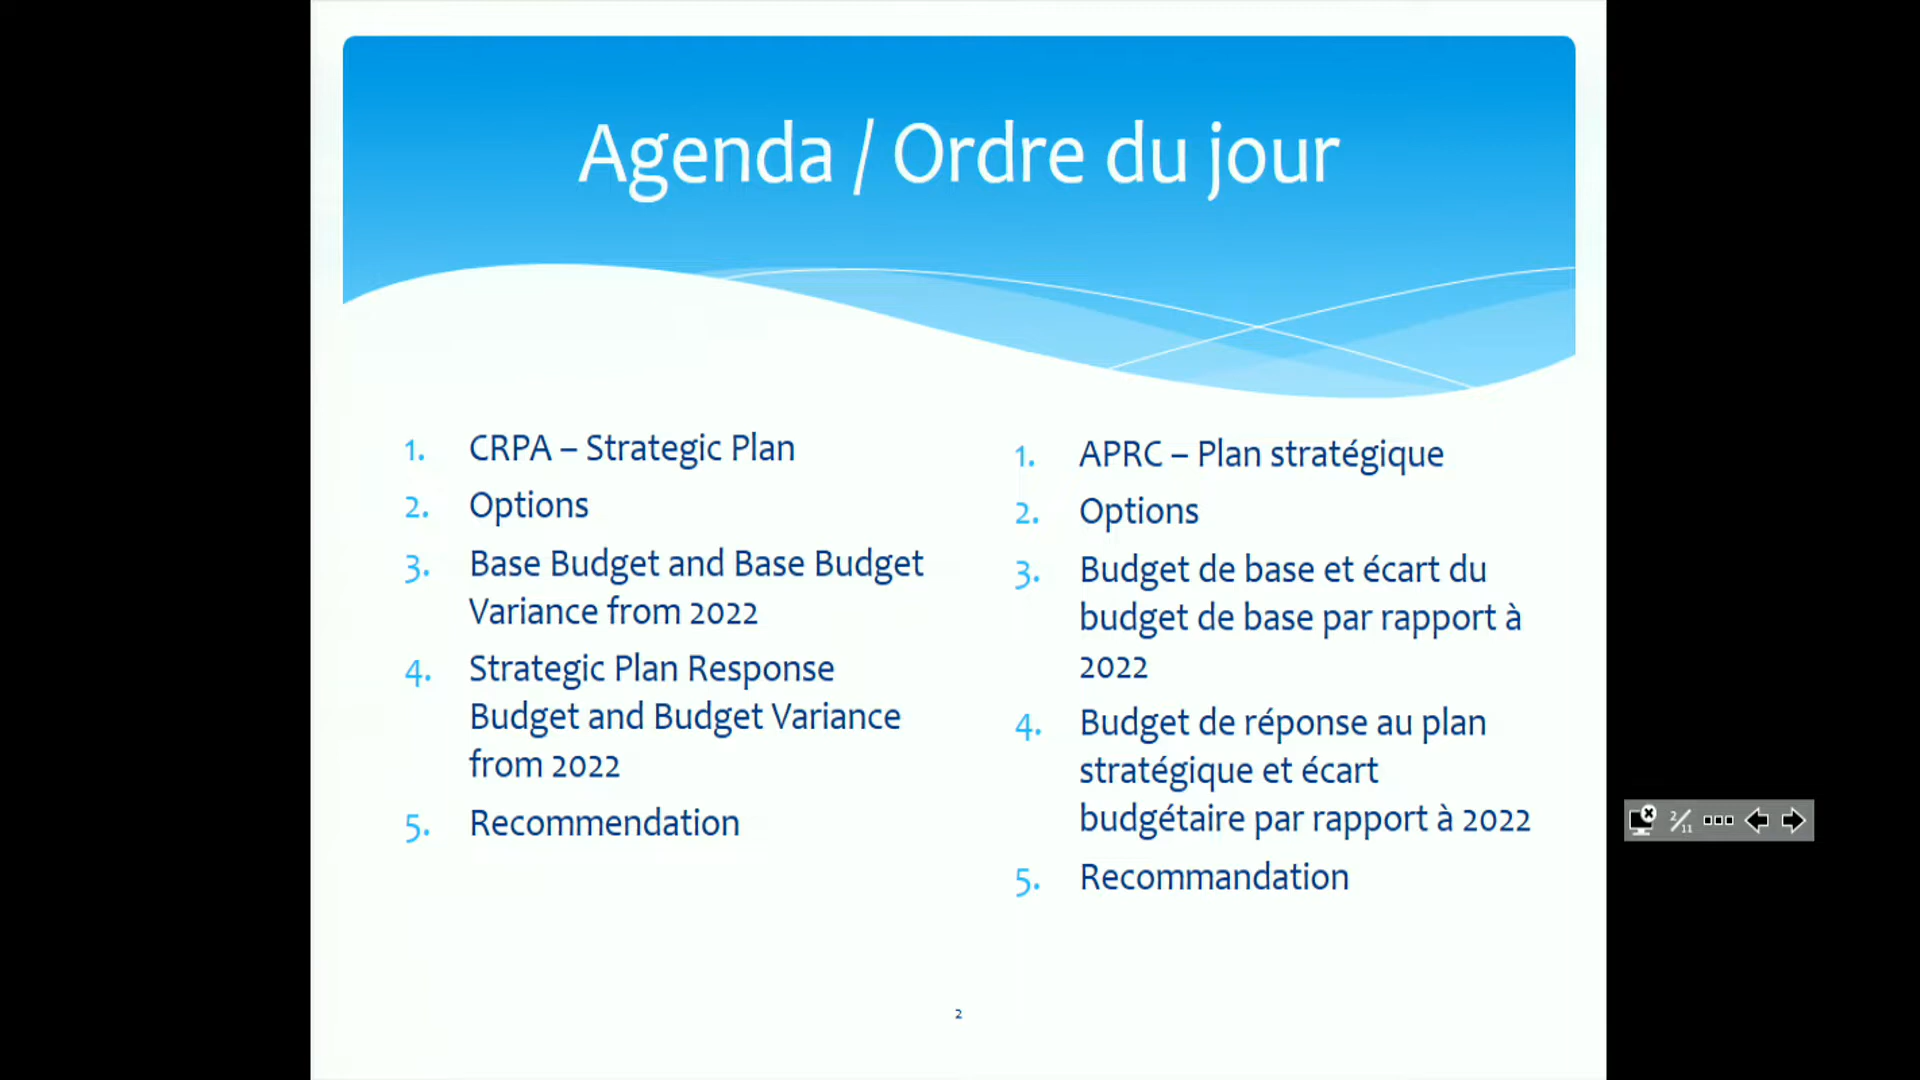 Agenda / Ordre du jour
1. CRPA – Strategic Plan
2. Options
3. Base Budget and Base Budget
Variance from 2022
4. Strategic Plan Response
Budget and Budget Variance
from 2022
5. Recommendation
1. APRC – Plan stratégique
2. Options
3. Budget de base et écart du
budget de base par rapport à
2022
4. Budget de réponse au plan
stratégique et écart
budgétaire par rapport à 2022
5. Recommandation
2/11
2